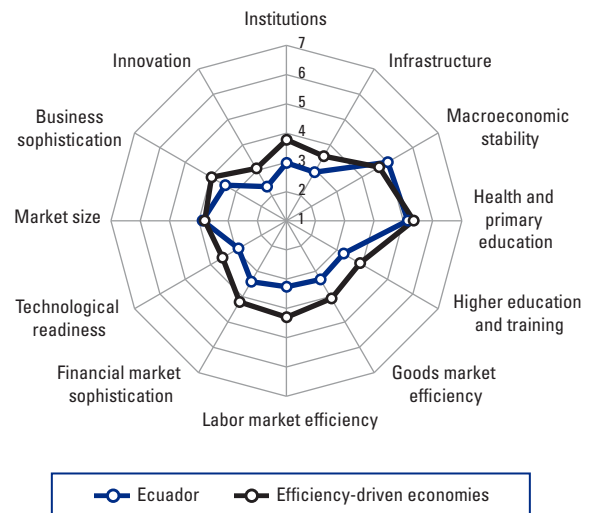 Institutions
7
6
5
4
3
2
1
Infrastructure
Macroeconomic
stability
Health and
primary
education
Higher education
and training
Goods market
efficiency
Labor market efficiency
Financial market
sophistication
Technological
readiness
Market size
Business
sophistication
Innovation
Ecuador
Efficiency-driven economies